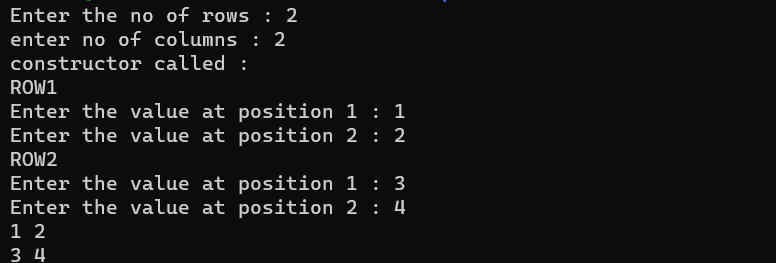 Enter the no of rows : 2
enter no of columns : 2
constructor called :
ROW1
Enter the value at position 1 : 1
Enter the value at position 2 : 2
ROW2
Enter the value at position 1 : 3
Enter the value at position 2 : 4
1 2
3 4